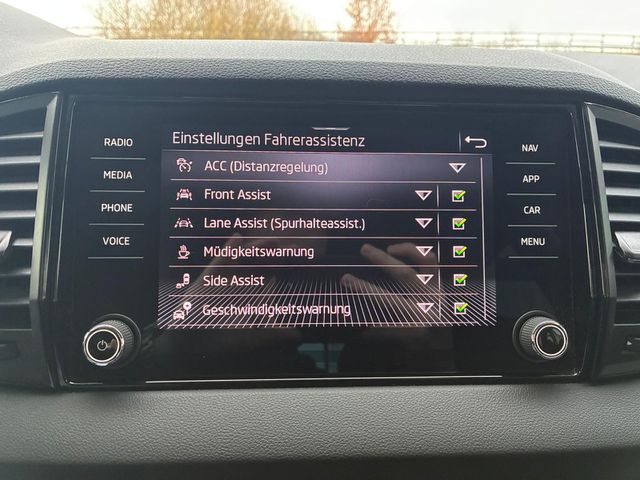 Einstellungen Fahrerassistenz
RADIO
MEDIA
PHONE
VOICE
ACC (Distanzregelung)
Front Assist
Lane Assist (Spurhalteassist.)
Müdigkeitswarnung
Side Assist
Geschwindigkeitswarnung
NAV
APP
CAR
MENU